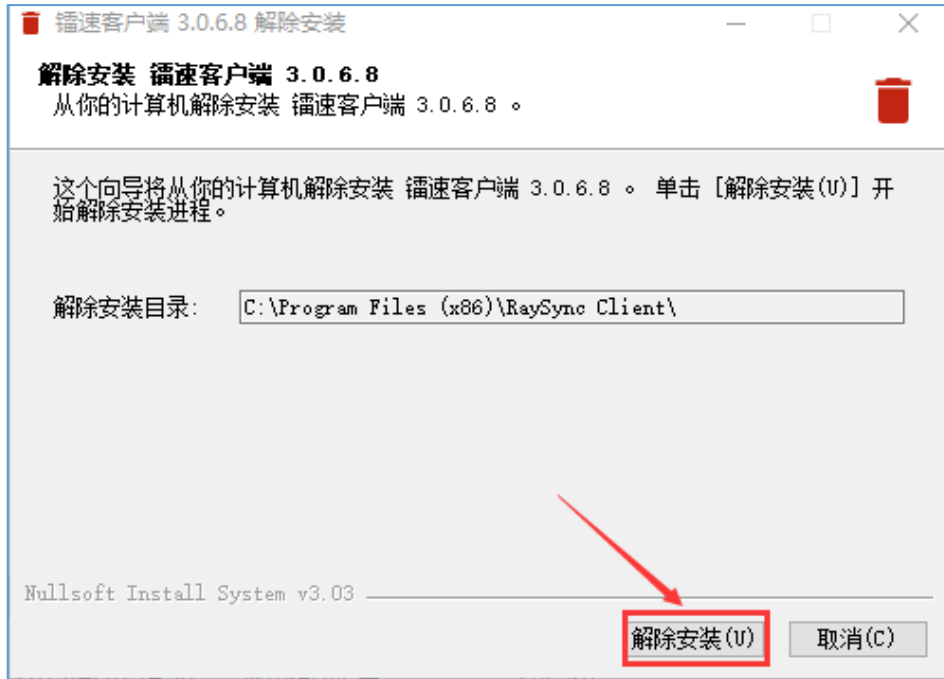 镭速客户端 3.0.6.8 解除安装
解除安装 镭速客户端 3.0.6.8
从你的计算机解除安装 镭速客户端 3.0.6.8 。
这个向导将从你的计算机解除安装 镭速客户端 3.0.6.8 。 单击 [解除安装(U)] 开
始解除安装进程。
解除安装目录: C:\Program Files (x86)\RaySync Client\
Nullsoft Install System v3.03
解除安装(U) 取消(C)